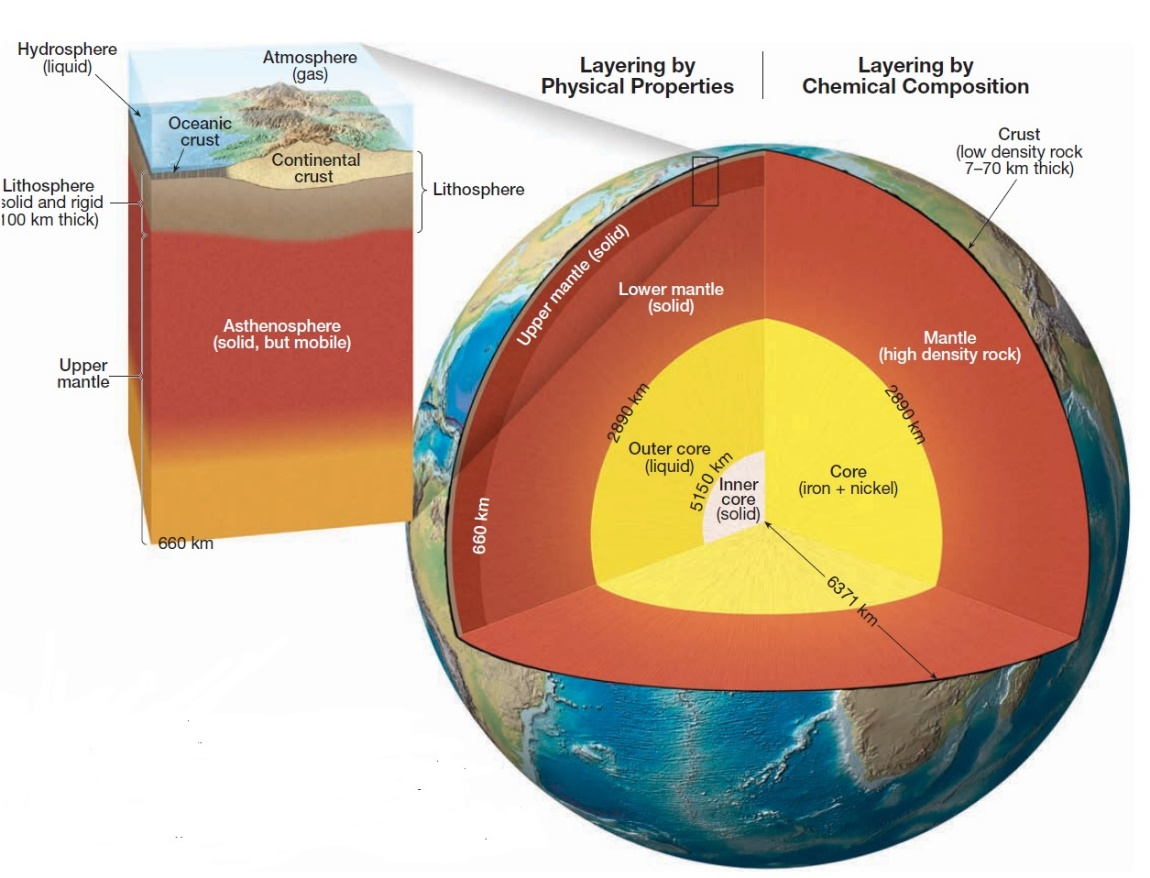 Hydrosphere
(liquid)
Atmosphere
(gas)
Oceanic
crust
Continental
crust
Lithosphere
solid and rigid
100 km thick)
Lithosphere
Asthenosphere
(solid, but mobile)
Upper
mantle
660 km
Layering by
Physical Properties
Layering by
Chemical Composition
Crust
(low density rock
7–70 km thick)
Upper mantle (solid)
Lower mantle
(solid)
Mantle
(high density rock)
2890 km
2890 km
Outer core
(liquid)
5150 km
Inner
core
(solid)
Core
(iron + nickel)
660 km
6371 km